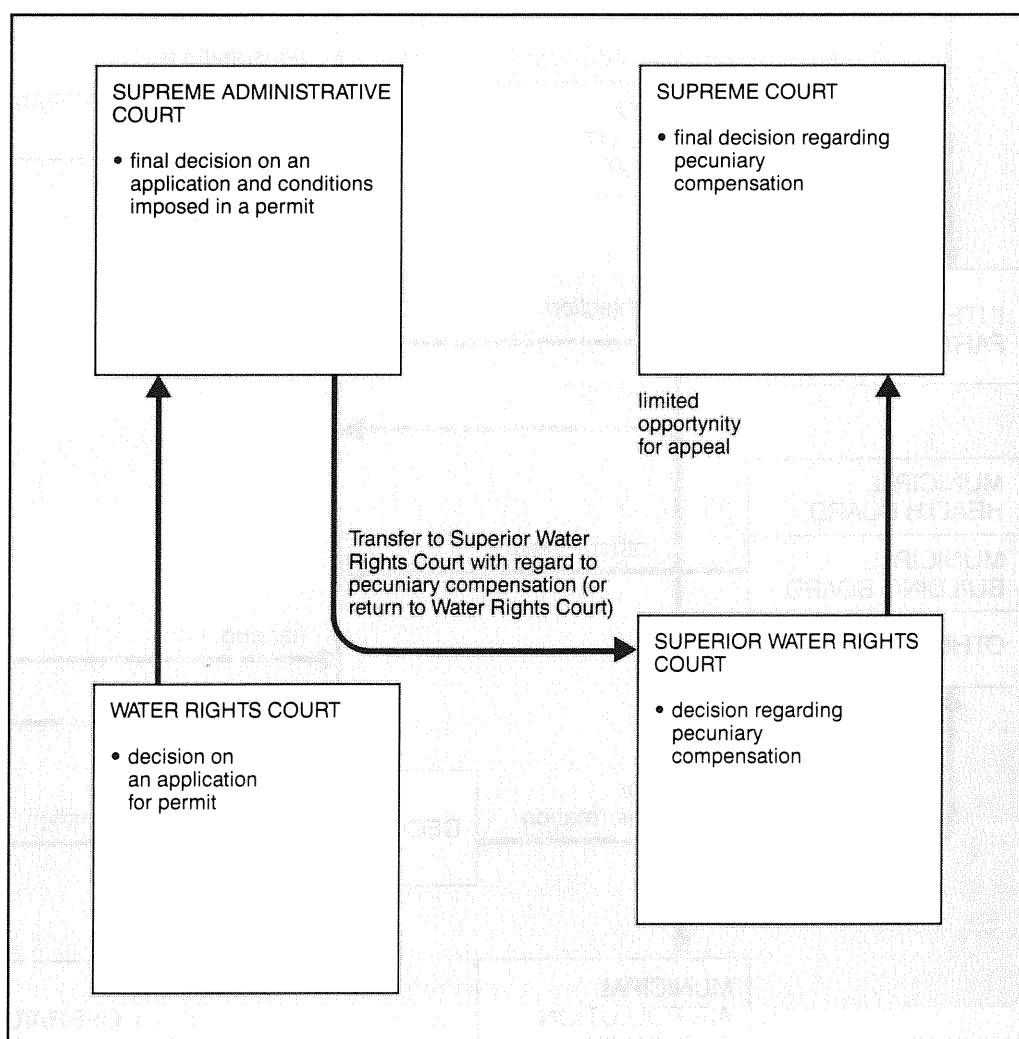 SUPREME ADMINISTRATIVE
COURT
• final decision on an
application and conditions
imposed in a permit
SUPREME COURT
• final decision regarding
pecuniary
compensation
limited
opportynity
for appeal
Transfer to Superior Water
Rights Court with regard to
pecuniary compensation (or
return to Water Rights Court)
WATER RIGHTS COURT
• decision on
an application
for permit
SUPERIOR WATER RIGHTS
COURT
• decision regarding
pecuniary
compensation